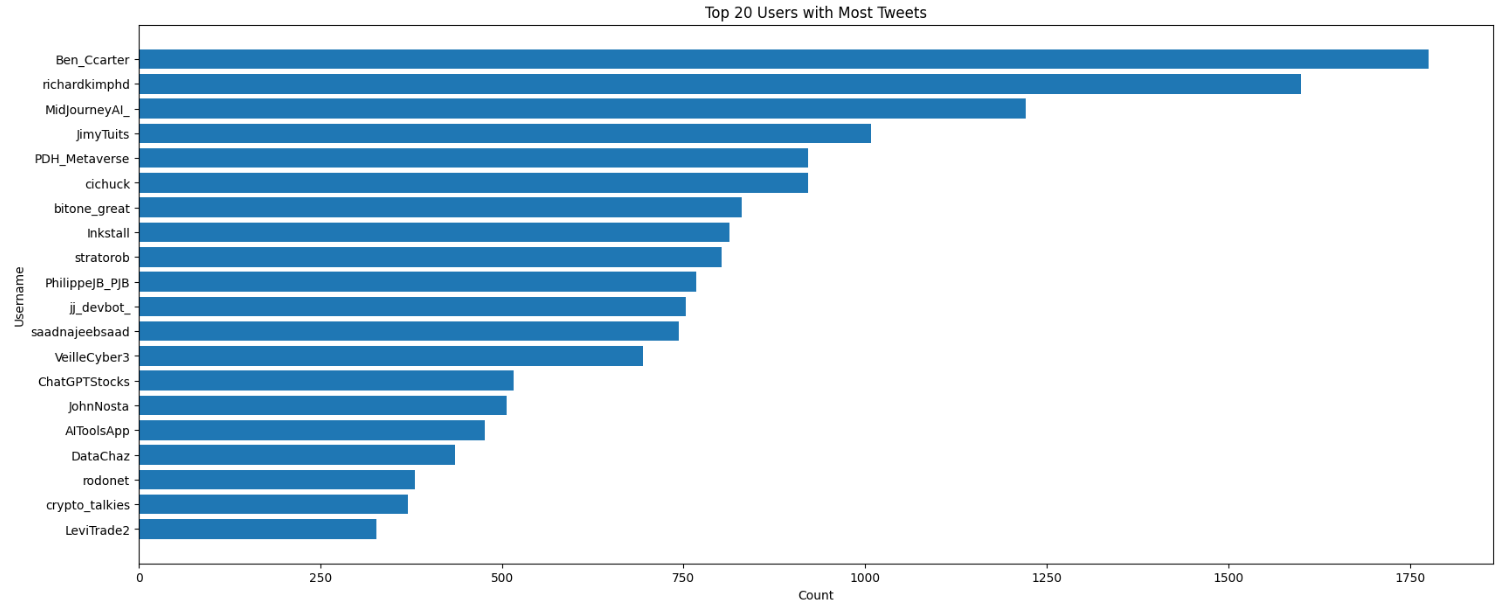 Top 20 Users with Most Tweets
Username
Ben_Ccarter
richardkimphd
MidJourneyAI_
JimyTuits
PDH_Metaverse
cichuck
bitone_great
Inkstall
stratorob
PhilippeJB_PJB
jj_devbot_
saadnajeebsaad
VeilleCyber3
ChatGPTStocks
JohnNosta
AIToolsApp
DataChaz
rodonet
crypto_talkies
LeviTrade2
0 250 500 750 1000 1250 1500 1750
Count